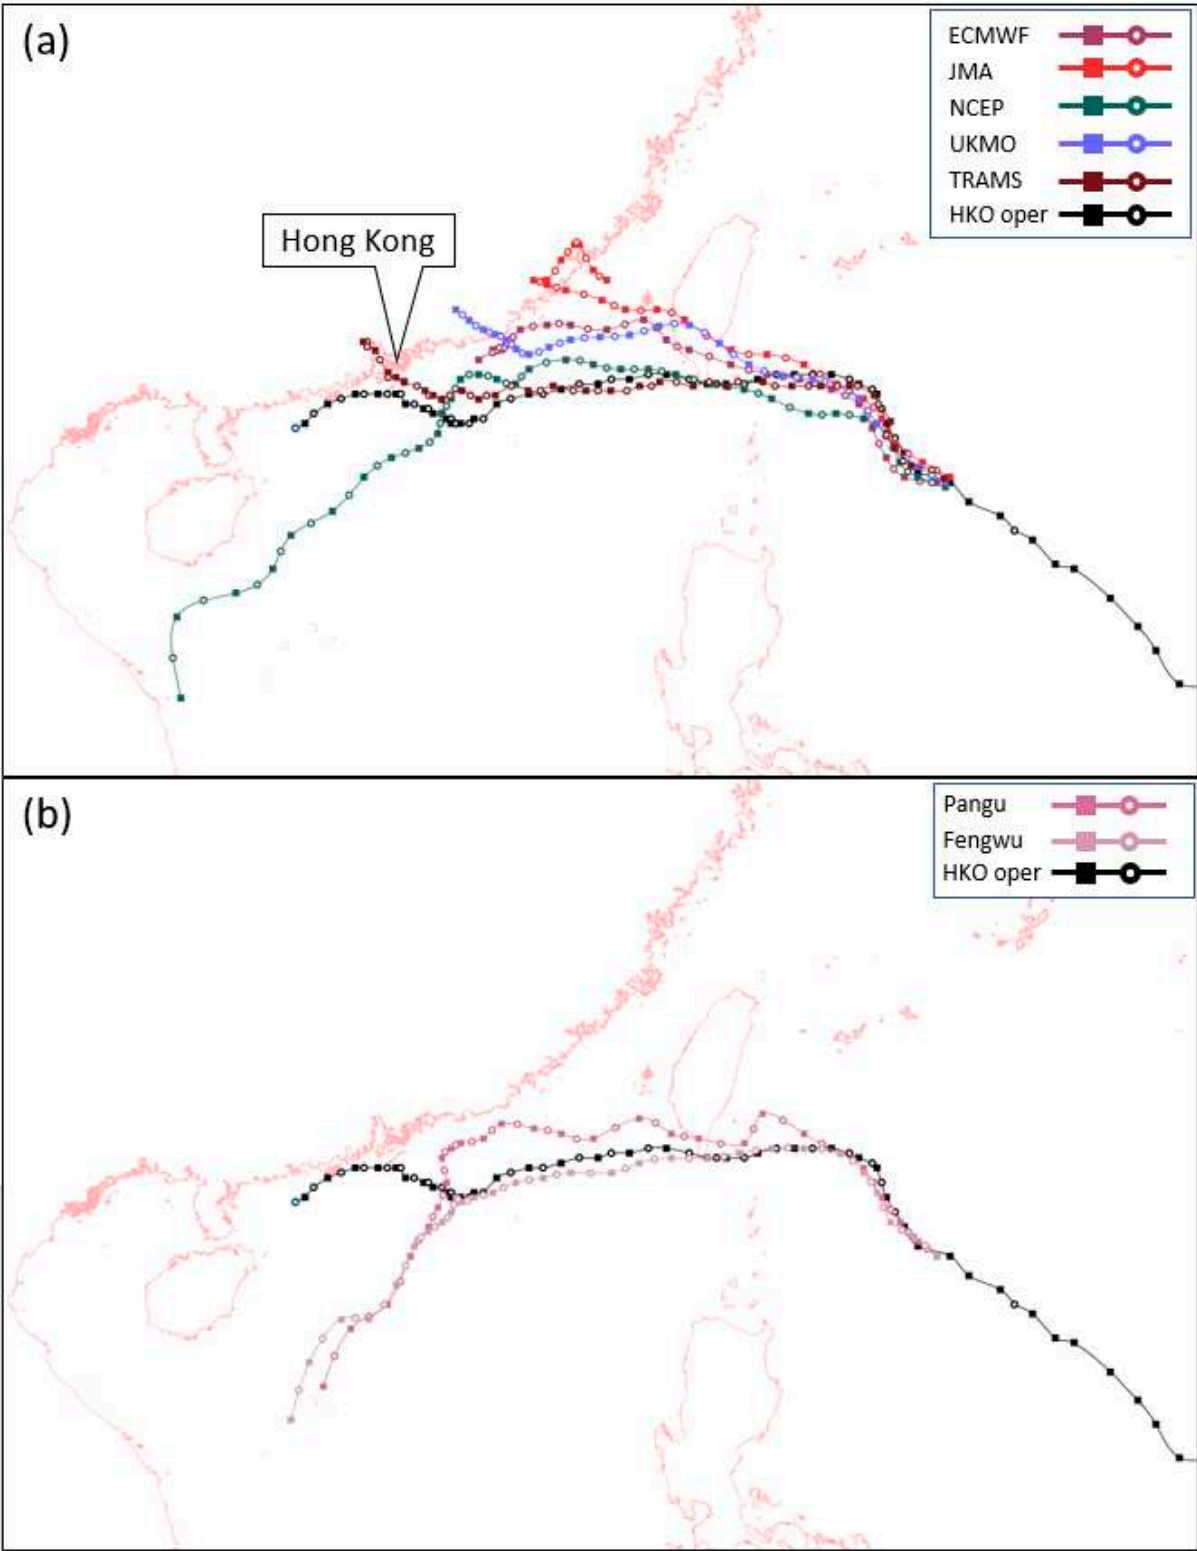 (a)
ECMWF
JMA
NCEP
UKMO
TRAMS
HKO oper
Hong Kong
(b)
Pangu
Fengwu
HKO oper